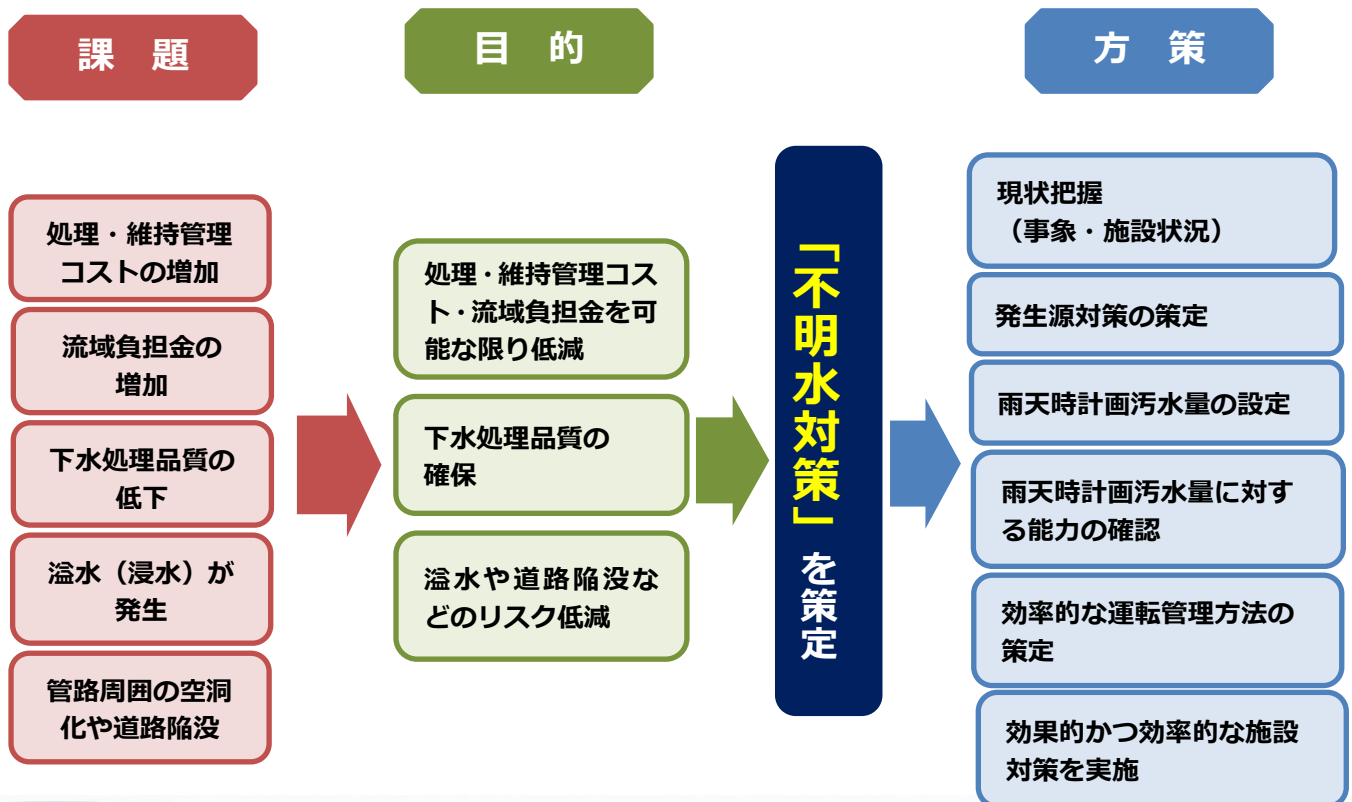 課 題
処理・維持管理
コストの増加
流域負担金の
増加
下水処理品質の
低下
溢水（浸水）が
発生
管路周囲の空洞
化や道路陥没
目 的
処理・維持管理コス
ト・流域負担金を可
能な限り低減
下水処理品質の
確保
溢水や道路陥没な
どのリスク低減
「不明水対策」を策定
方 策
現状把握
（事象・施設状況）
発生源対策の策定
雨天時計画汚水量の設定
雨天時計画汚水量に対す
る能力の確認
効率的な運転管理方法の
策定
効果的かつ効率的な施設
対策を実施